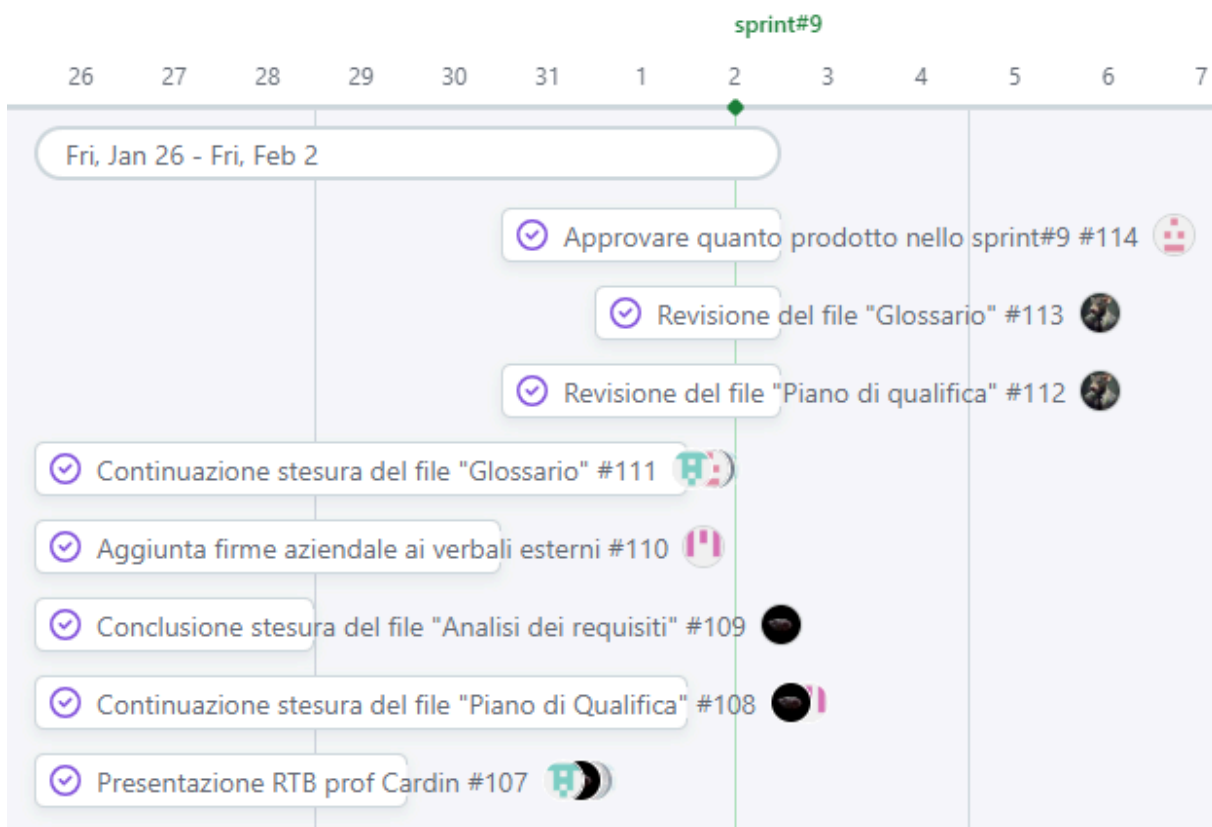 sprint#9
26 27 28 29 30 31 1 2 3 4 5 6 7
Fri, Jan 26 - Fri, Feb 2
Approvare quanto prodotto nello sprint#9 #114
Revisione del file "Glossario" #113
Revisione del file "Piano di qualifica" #112
Continuazione stesura del file "Glossario" #111
Aggiunta firme aziendale ai verbali esterni #110
Conclusione stesura del file "Analisi dei requisiti" #109
Continuazione stesura del file "Piano di Qualifica" #108
Presentazione RTB prof Cardin #107